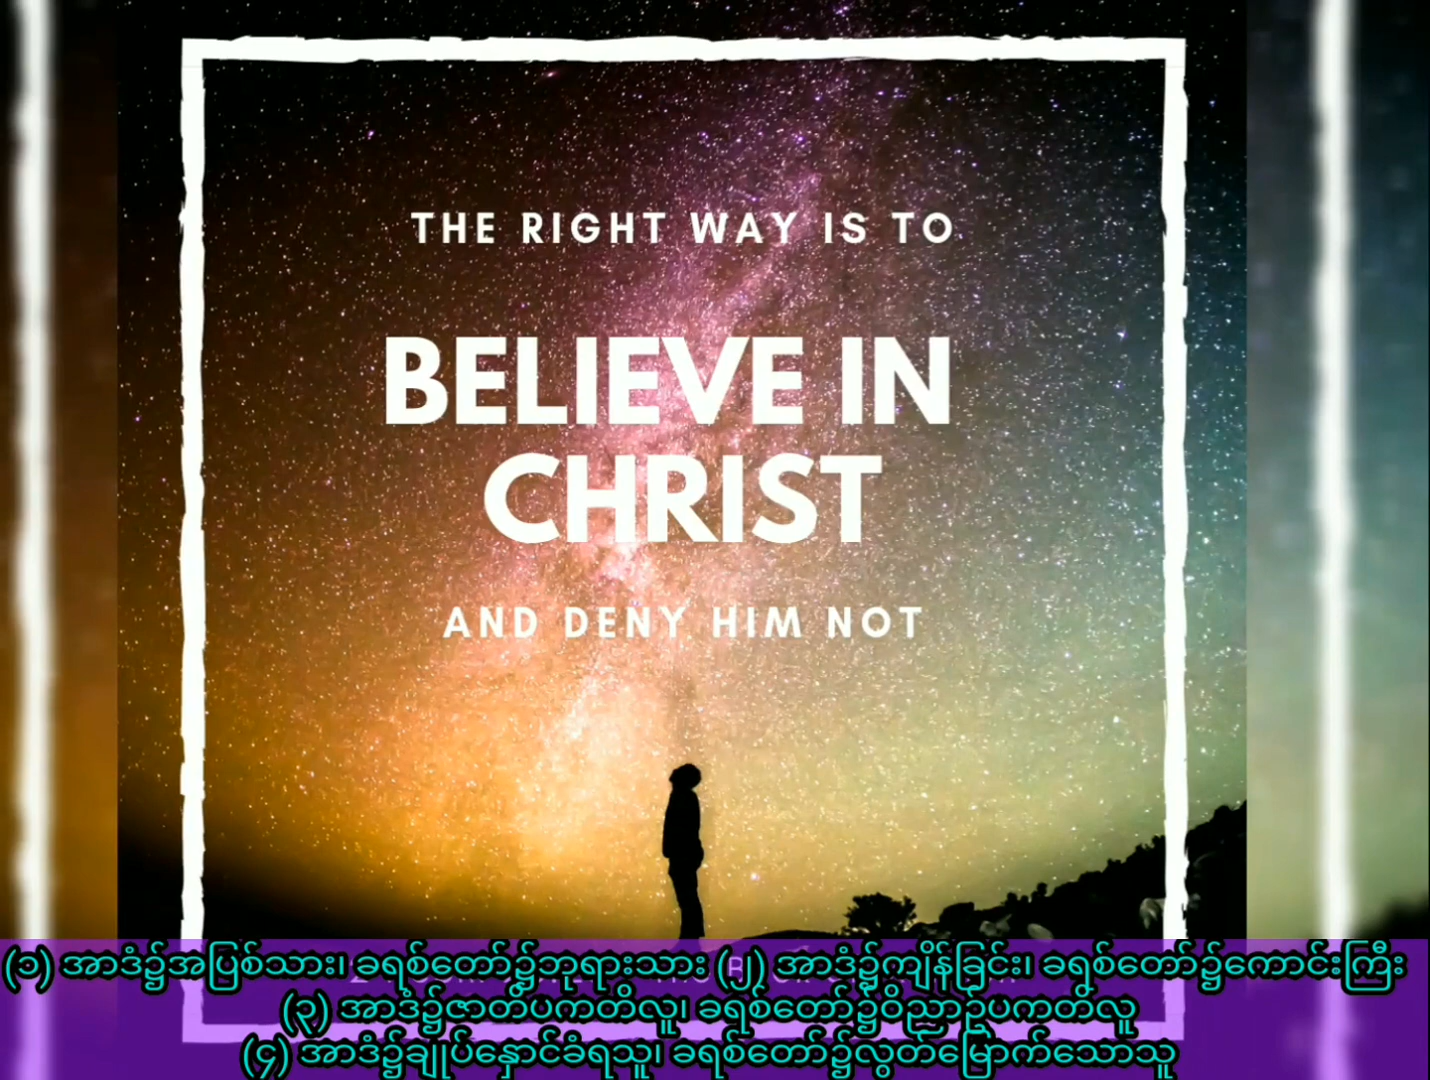 THE RIGHT WAY IS TO
BELIEVE IN
CHRIST
AND DENY HIM NOT
(၁) အာဒံ၌အပြစ်သား၊ ခရစ်တော်၌ဘုရားသား (၂) အာဒံ၌ကျိန်ခြင်း၊ ခရစ်တော်၌ကောင်းကြီး
(၃) အာဒံ၌ဇာတိပကတိလူ၊ ခရစ်တော်၌ဝိညာဉ်ပကတိလူ
(၄) အာဒံ၌ချုပ်နှောင်ခံရသူ၊ ခရစ်တော်၌လွတ်မြောက်သောသူ